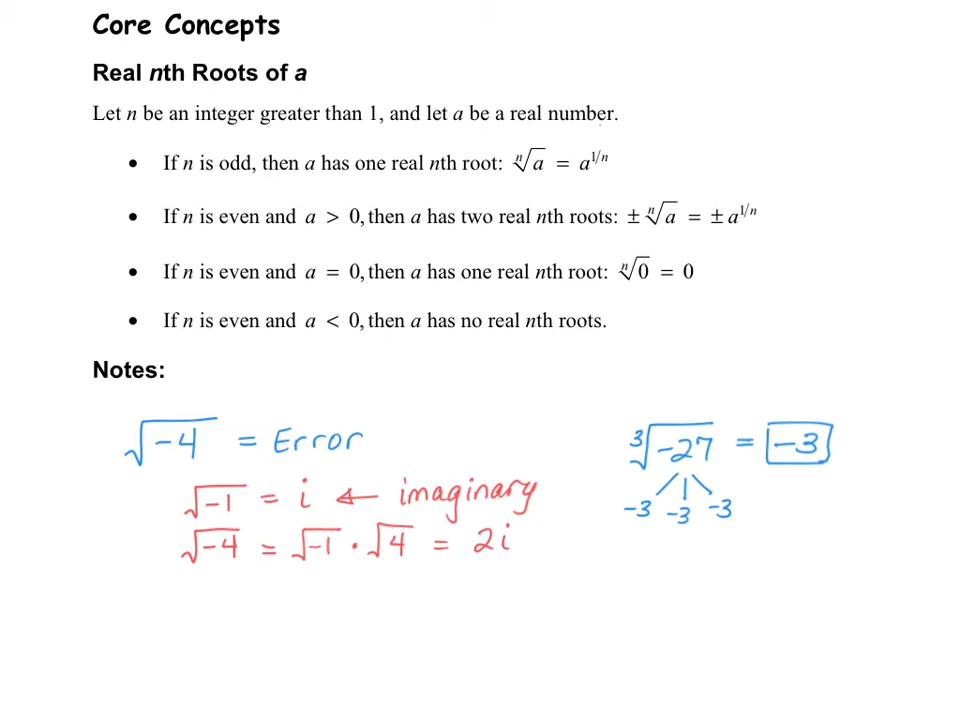 Core Concepts
Real nth Roots of a
Let n be an integer greater than 1, and let a be a real number.
• If n is odd, then a has one real nth root: ⁿ√a = a^(1/n)
• If n is even and a > 0, then a has two real nth roots: ± ⁿ√a = ± a^(1/n)
• If n is even and a = 0, then a has one real nth root: ⁿ√0 = 0
• If n is even and a < 0, then a has no real nth roots.
Notes:
√-4 = Error
√-1 = i ← imaginary
√-4 = √-1 · √4 = 2i
³√-27 = -3
-3 -3 -3